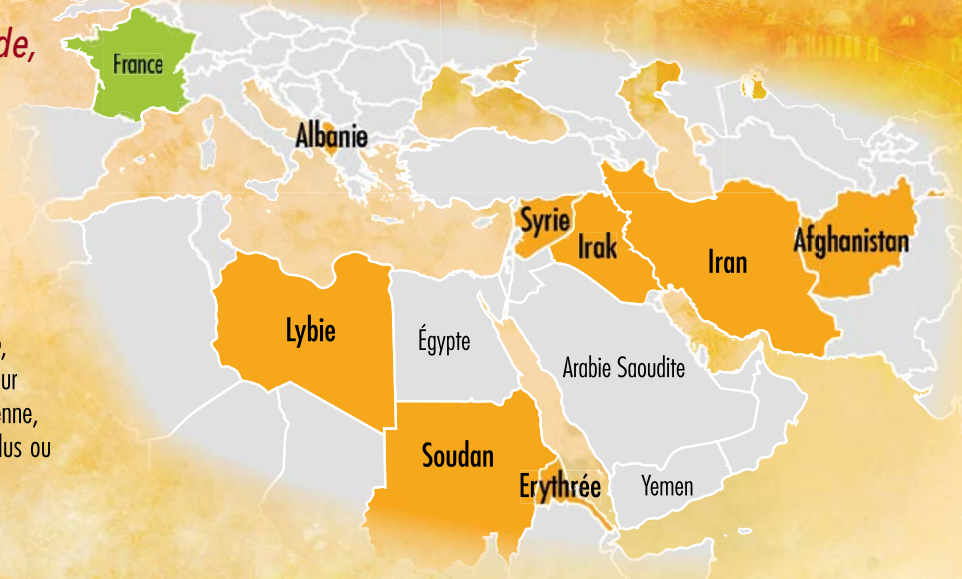 de,
France
Albanie
Syrie
Irak
Iran
Afghanistan
Lybie
Égypte
Arabie Saoudite
Soudan
Erythrée
Yemen
,
ur
enne,
lus ou